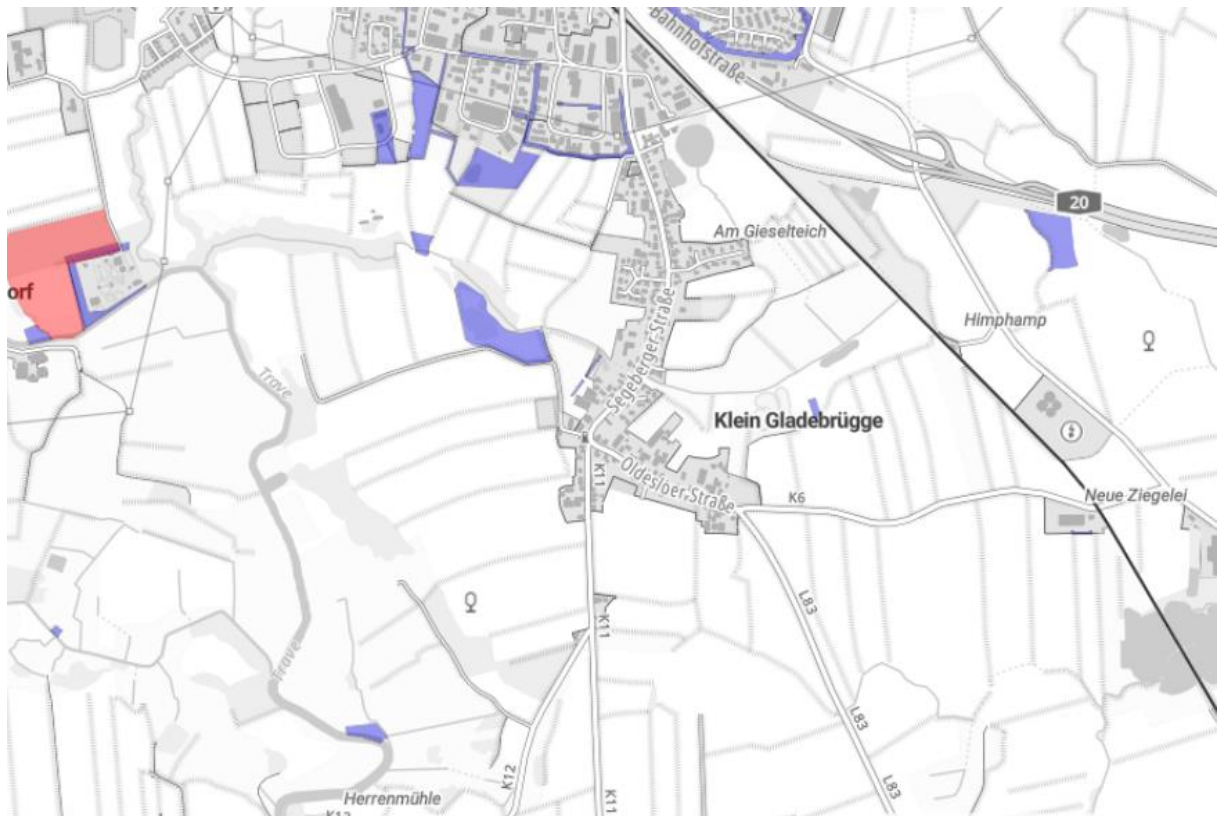 Bahnhofstraße
20
Am Gieselteich
orf
Himphamp
Trave
Segeberger Straße
Klein Gladebrügge
K11
Oldesloer Straße
K6
Neue Ziegelei
L83
K11
Trave
L83
K12
L83
Herrenmühle
K11
K12